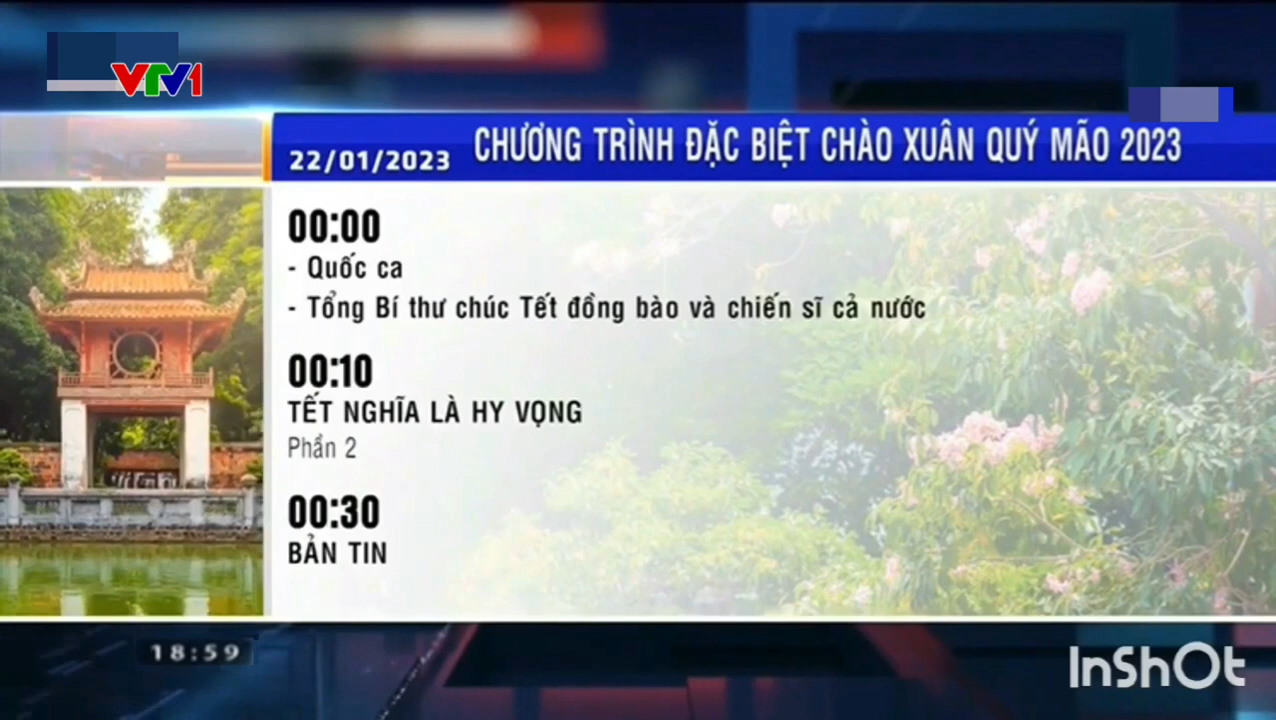 VTV1
22/01/2023 CHƯƠNG TRÌNH ĐẶC BIỆT CHÀO XUÂN QUÝ MÃO 2023
00:00
- Quốc ca
- Tổng Bí thư chúc Tết đồng bào và chiến sĩ cả nước
00:10
TẾT NGHĨA LÀ HY VỌNG
Phần 2
00:30
BẢN TIN
18:59
InShOt